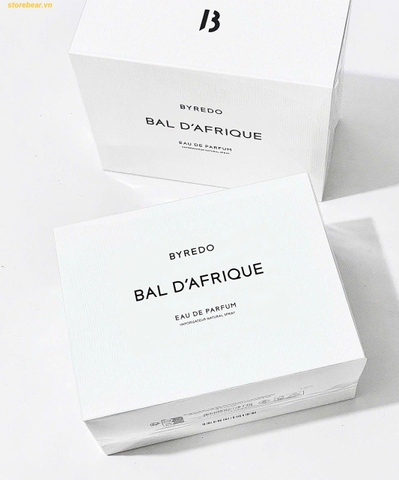 storebear.vn
B
BYREDO
BAL D'AFRIQUE
EAU DE PARFUM
VAPORISATEUR NATURAL SPRAY
BYREDO
BAL D'AFRIQUE
EAU DE PARFUM
VAPORISATEUR NATURAL SPRAY